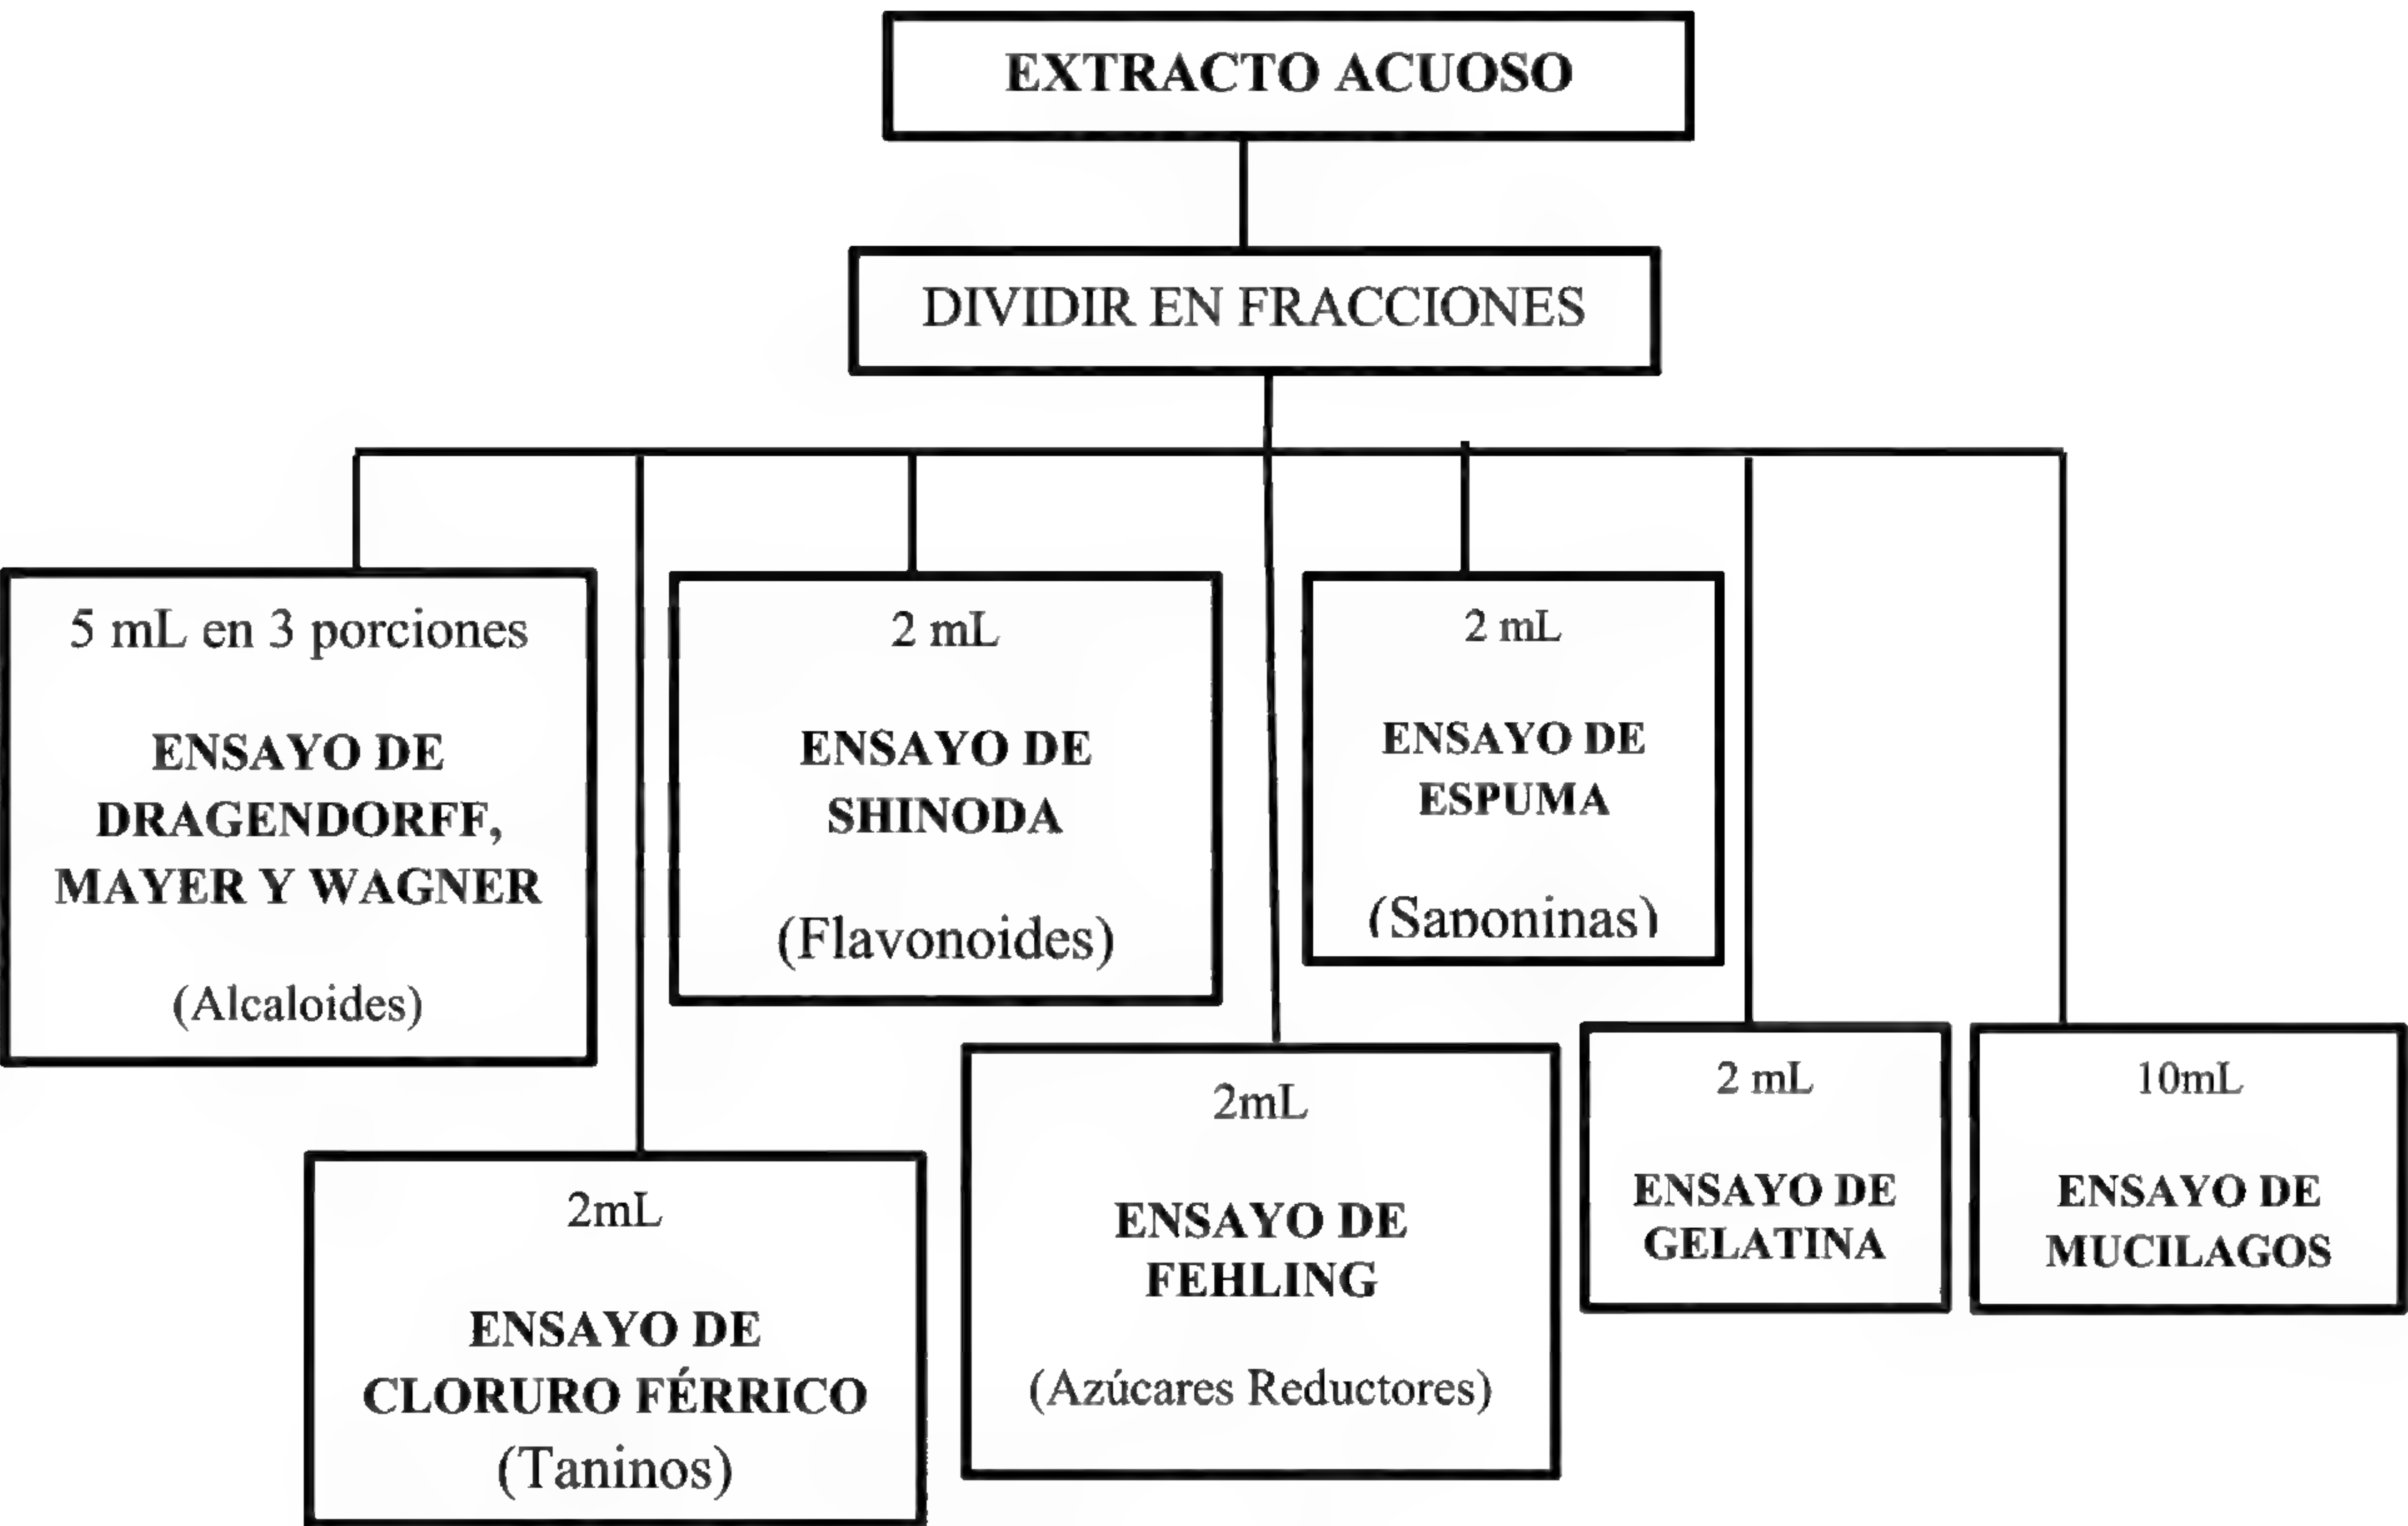 EXTRACTO ACUOSO
DIVIDIR EN FRACCIONES
5 mL en 3 porciones
ENSAYO DE
DRAGENDORFF,
MAYER Y WAGNER
(Alcaloides)
2 mL
ENSAYO DE
SHINODA
(Flavonoides)
2 mL
ENSAYO DE
ESPUMA
(Saponinas)
2mL
ENSAYO DE
CLORURO FÉRRICO
(Taninos)
2mL
ENSAYO DE
FEHLING
(Azúcares Reductores)
2 mL
ENSAYO DE
GELATINA
10mL
ENSAYO DE
MUCILAGOS